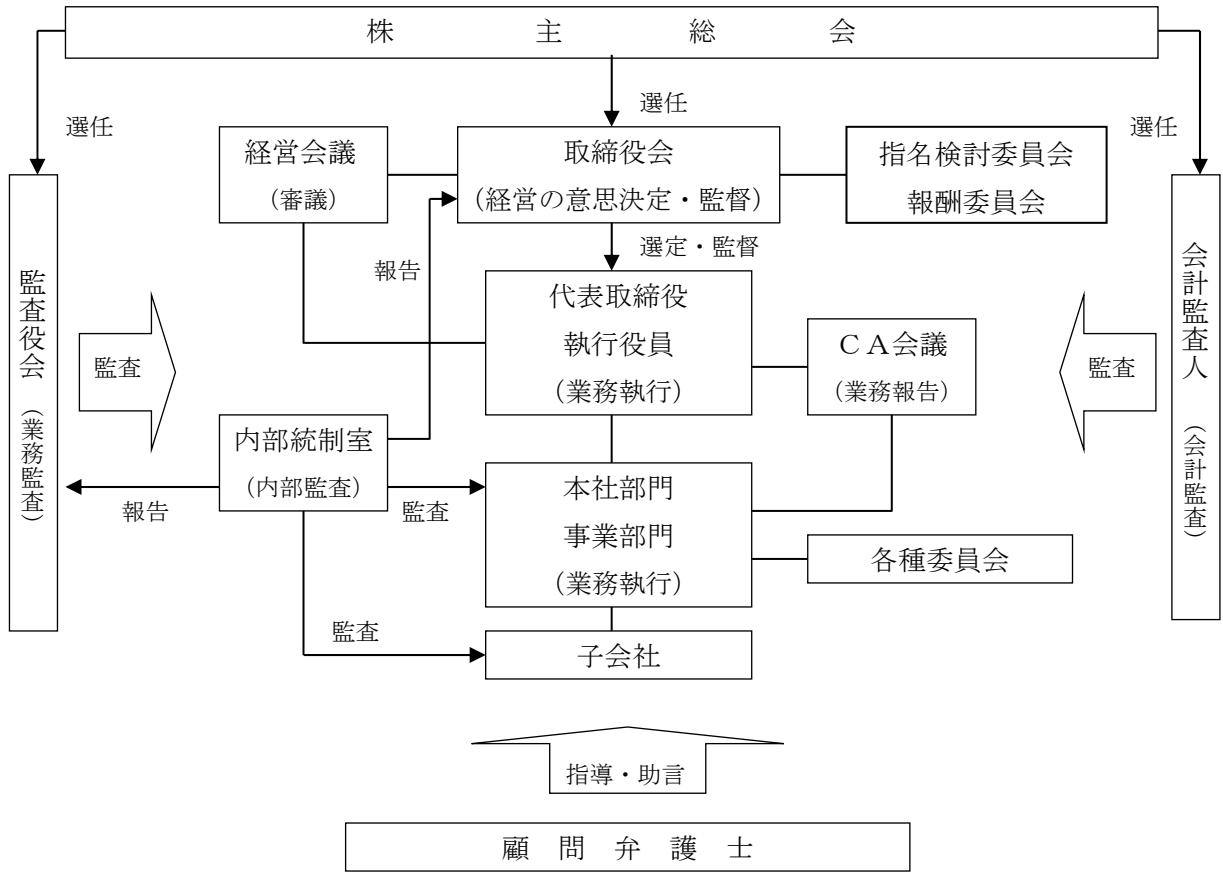 株主総会
選任
選任
選任
経営会議
（審議）
取締役会
（経営の意思決定・監督）
指名検討委員会
報酬委員会
選定・監督
報告
監査役会（業務監査）
監査
代表取締役
執行役員
（業務執行）
ＣＡ会議
（業務報告）
監査
会計監査人（会計監査）
内部統制室
（内部監査）
報告
監査
本社部門
事業部門
（業務執行）
各種委員会
監査
子会社
指導・助言
顧問弁護士